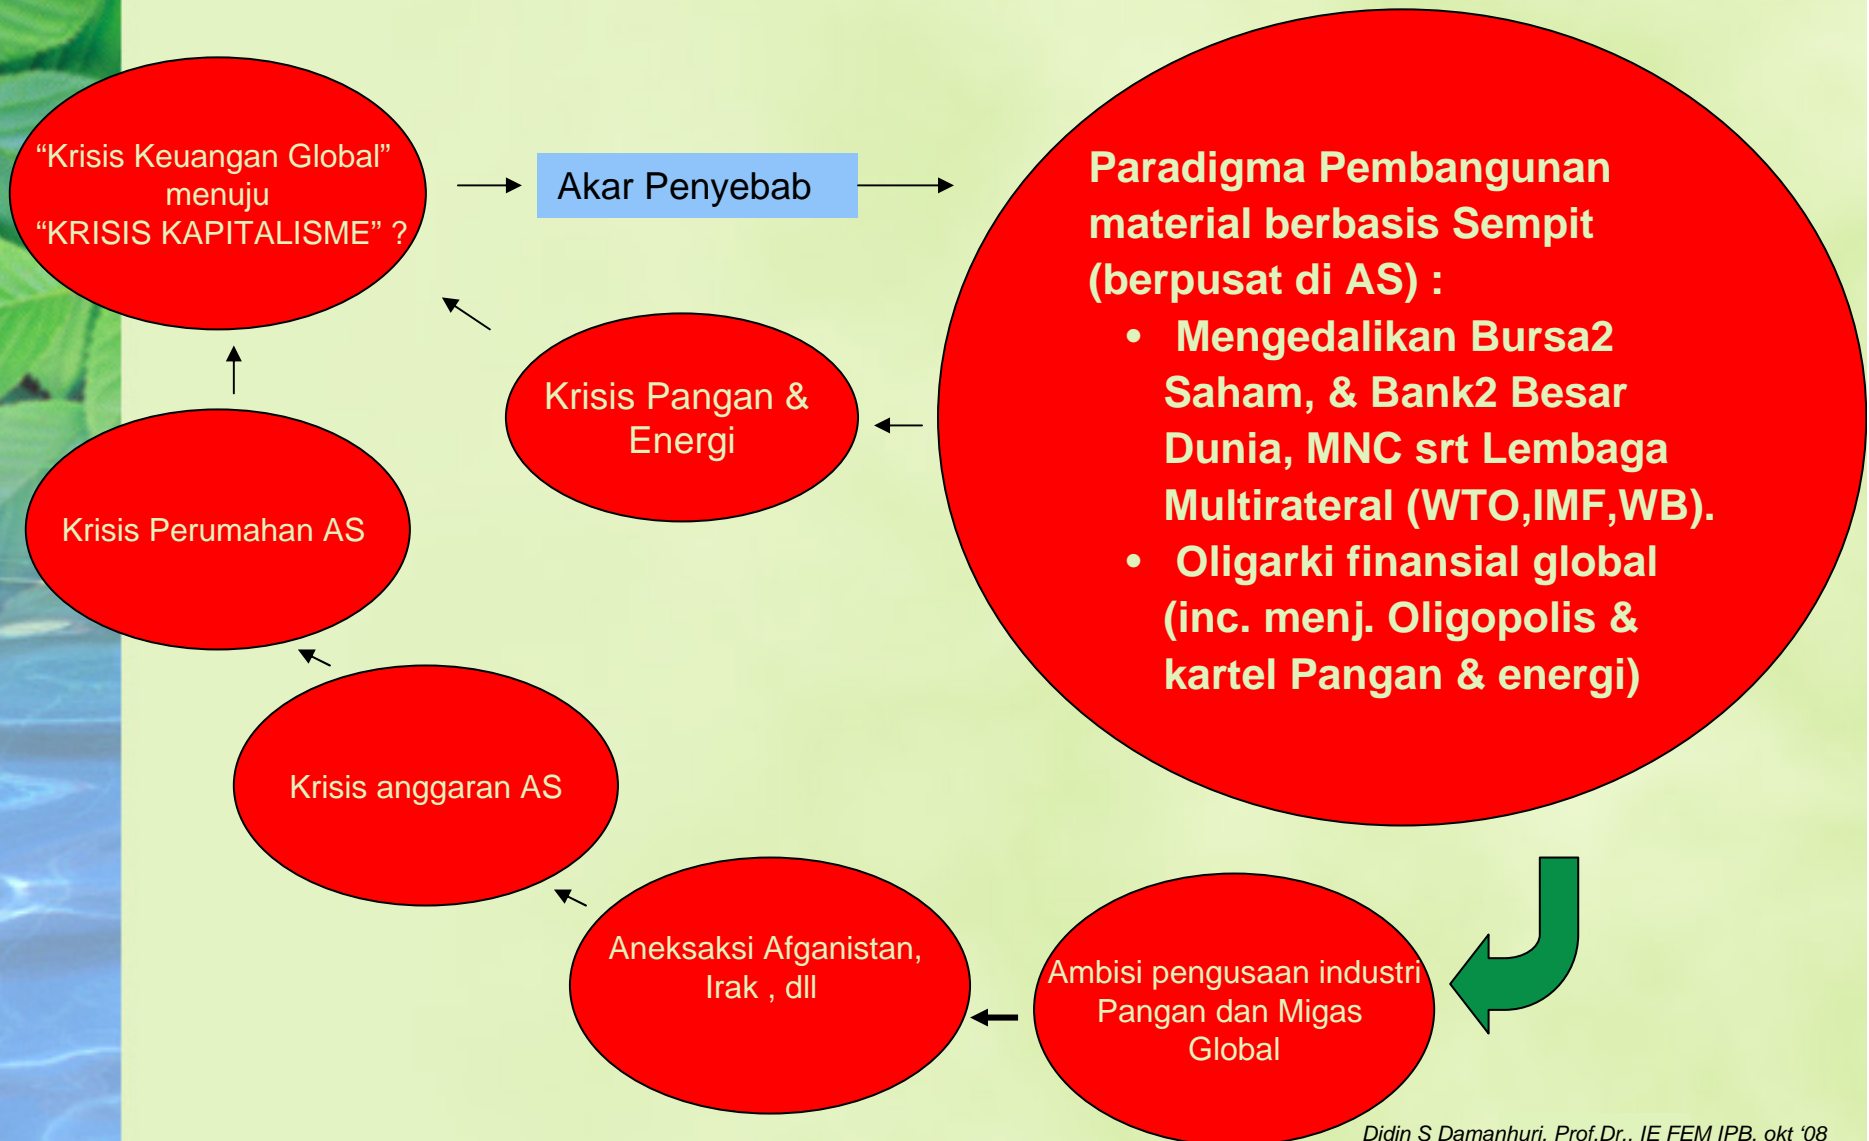 “Krisis Keuangan Global”
menuju
“KRISIS KAPITALISME” ?
Akar Penyebab
Paradigma Pembangunan
material berbasis Sempit
(berpusat di AS) :
• Mengedalikan Bursa2
Saham, & Bank2 Besar
Dunia, MNC srt Lembaga
Multirateral (WTO,IMF,WB).
• Oligarki finansial global
(inc. menj. Oligopolis &
kartel Pangan & energi)
Krisis Pangan &
Energi
Krisis Perumahan AS
Krisis anggaran AS
Aneksaksi Afganistan,
Irak , dll
Ambisi pengusaan industri
Pangan dan Migas
Global
Didin S Damanhuri, Prof.Dr., IE FEM IPB, okt ‘08